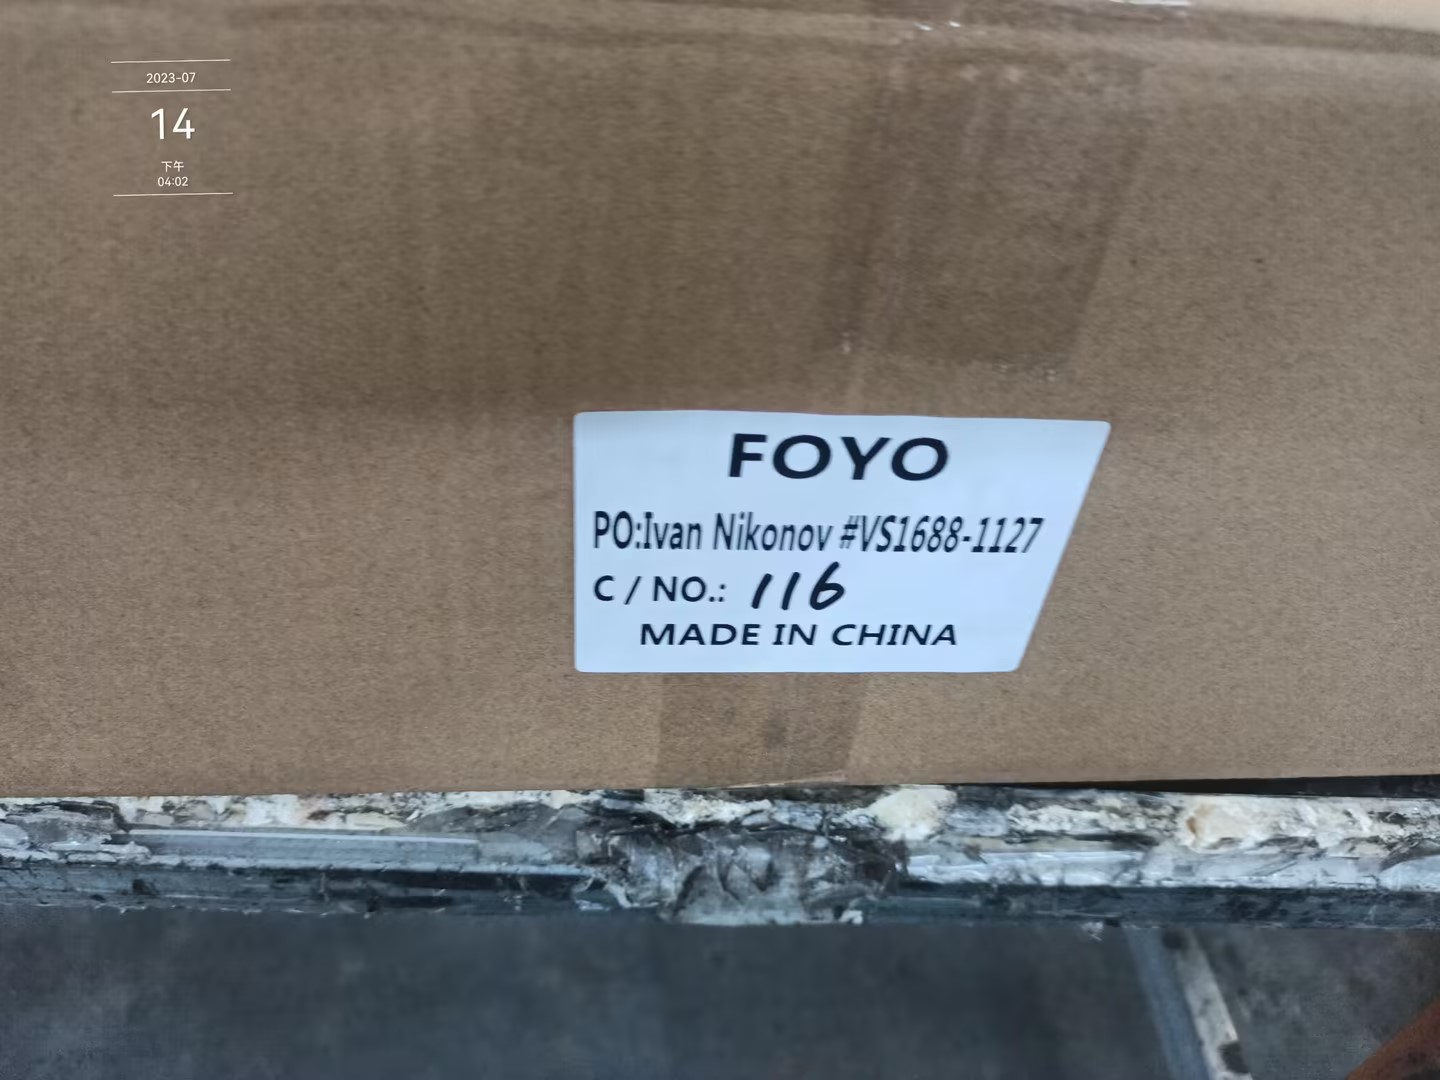 2023-07
14
下午
04:02
FOYO
PO:Ivan Nikonov #VS1688-1127
C / NO.: 116
MADE IN CHINA